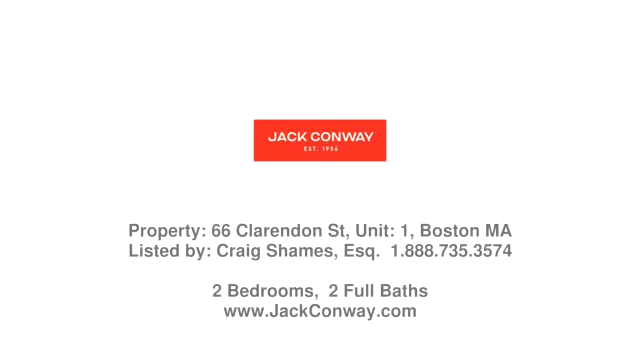 JACK CONWAY
EST. 1956
Property: 66 Clarendon St, Unit: 1, Boston MA
Listed by: Craig Shames, Esq.  1.888.735.3574
2 Bedrooms,  2 Full Baths
www.JackConway.com